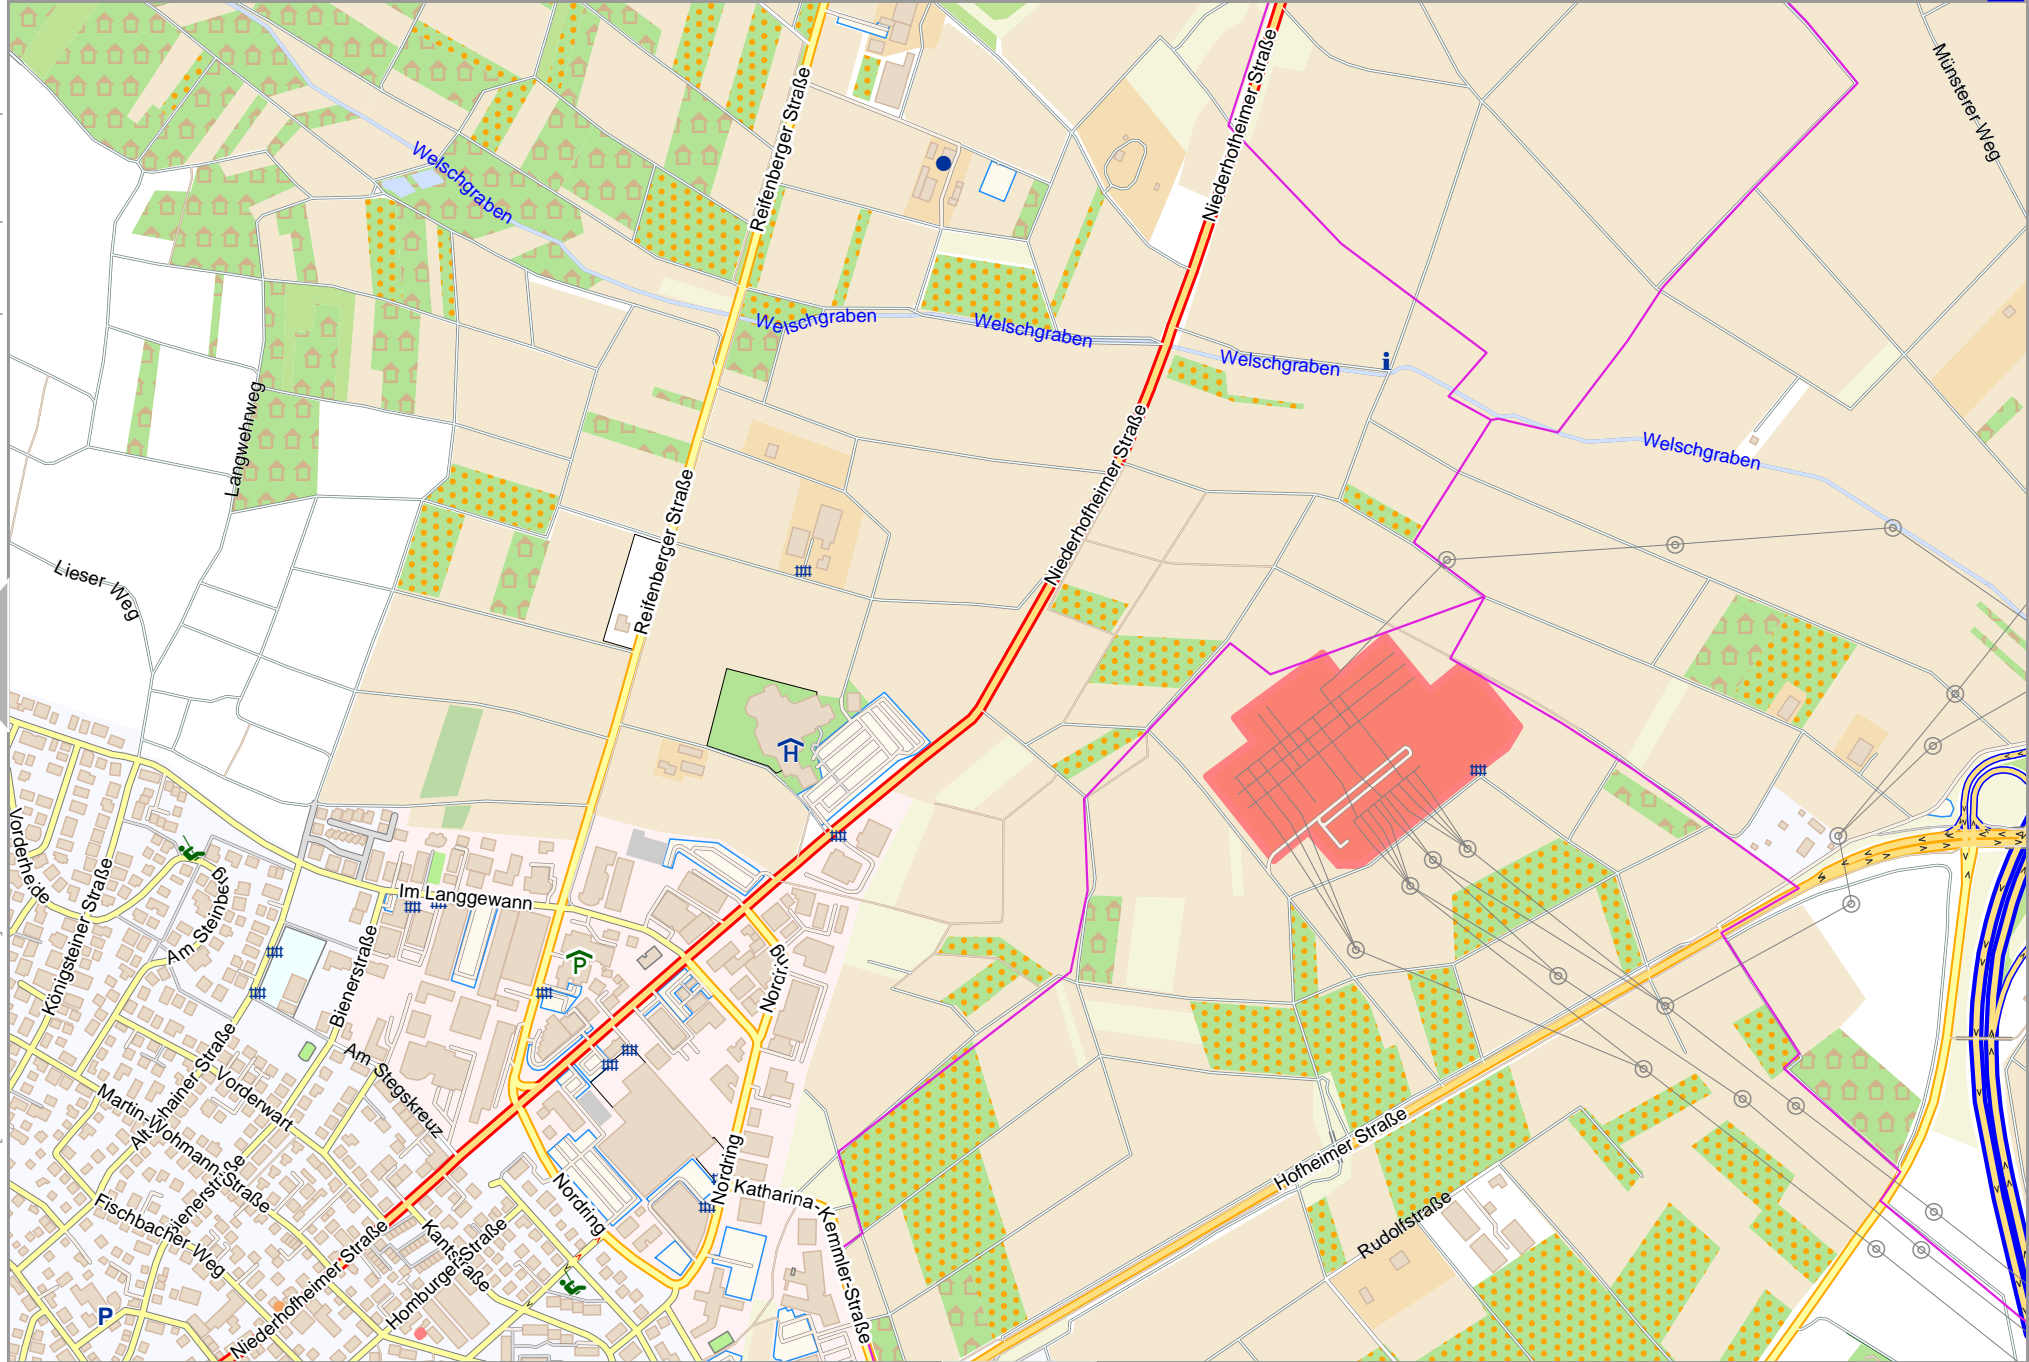 Münsterer Weg
Niederhofheimer Straße
Reifenberger Straße
Welschgraben
Welschgraben
Welschgraben
Welschgraben
i
Langwehrweg
Niederhofheimer Straße
Welschgraben
Reifenberger Straße
Lieser Weg
H
Vorderheide
Königsteiner Straße
Am Steinberg
Im Langgewann
Bienerstraße
P
Nordring
Am Stegskreuz
Vorderwart
Martin-Wohmann-Straße
Altenhainer Straße
Bienerstraße
Fischbacher Weg
Nordring
Nordring
Katharina-Kemmler-Straße
Hofheimer Straße
Rudolfstraße
Kantstraße
Homburger Straße
Niederhofheimer Straße
P